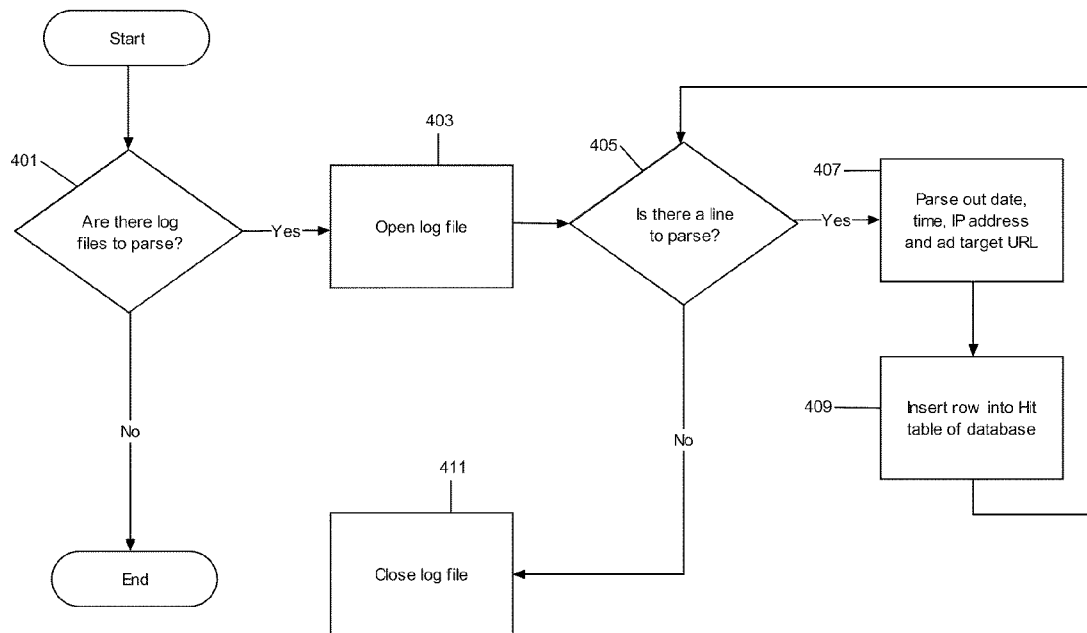 Start
401
Are there log
files to parse?
Yes
403
Open log file
405
Is there a line
to parse?
Yes
407
Parse out date,
time, IP address
and ad target URL
409
Insert row into Hit
table of database
No
No
411
Close log file
End